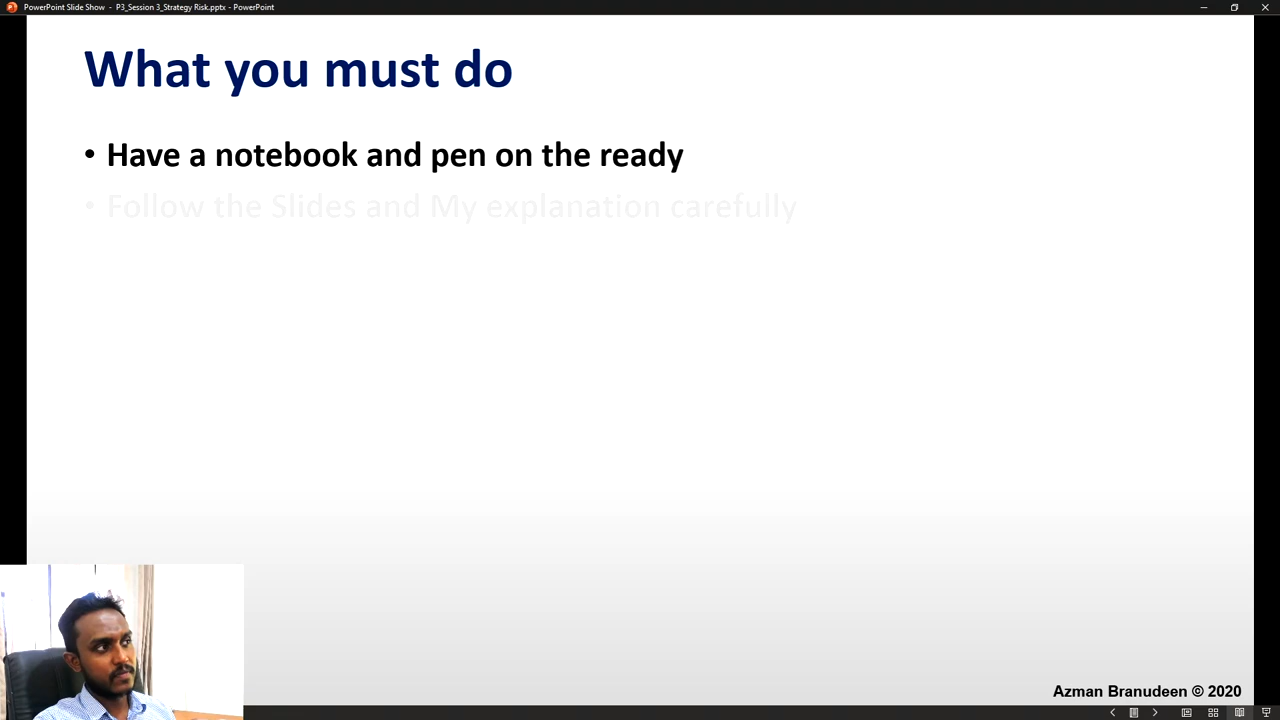 PowerPoint Slide Show - P3_Session 3_Strategy Risk.pptx - PowerPoint
What you must do
• Have a notebook and pen on the ready
• Follow the Slides and My explanation carefully
Azman Branudeen © 2020